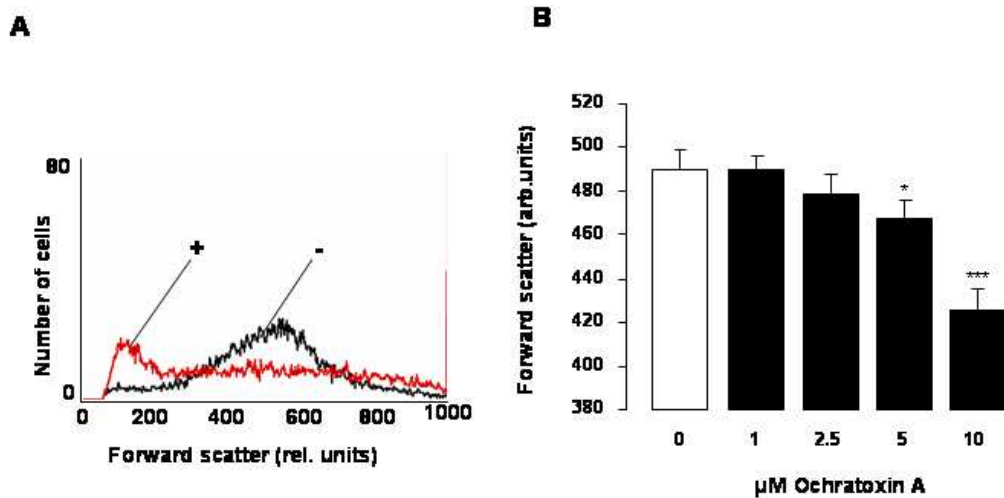 A
80
+
-
Number of cells
0
0 200 400 600 800 1000
Forward scatter (rel. units)
B
520
500
480
460
440
420
400
380
Forward scatter (arb.units)
*
***
0 1 2.5 5 10
µM Ochratoxin A